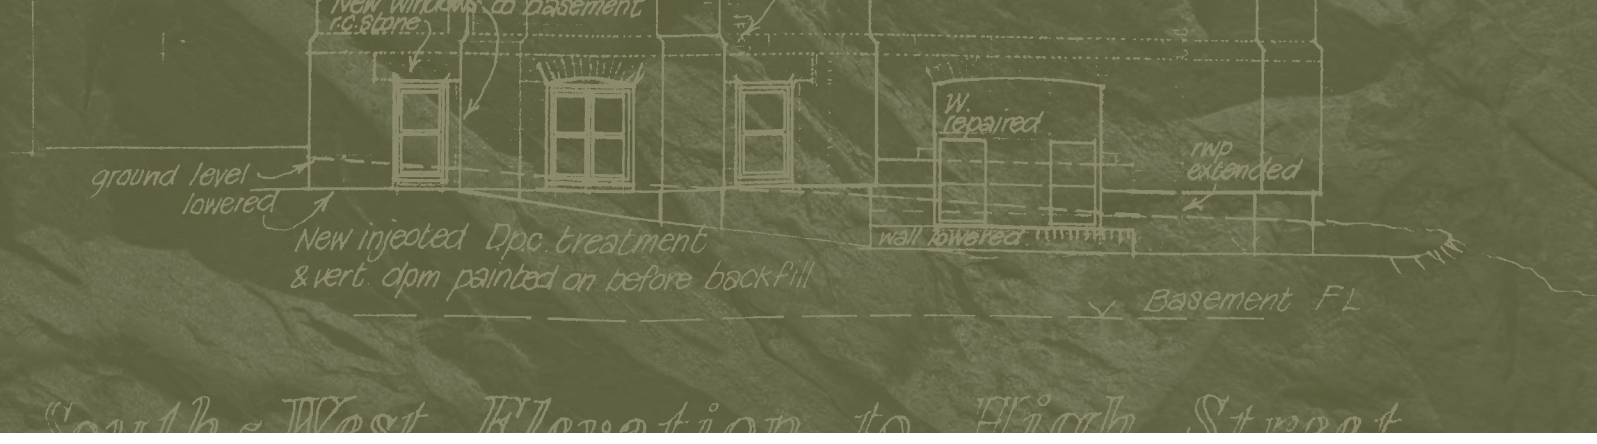 New windows to basement
r.c.stone
W.
repaired
rwp
extended
ground level
lowered
New injected Dpc treatment
& vert. dpm painted on before backfill
wall lowered
Basement FL
South-West Elevation to High Street